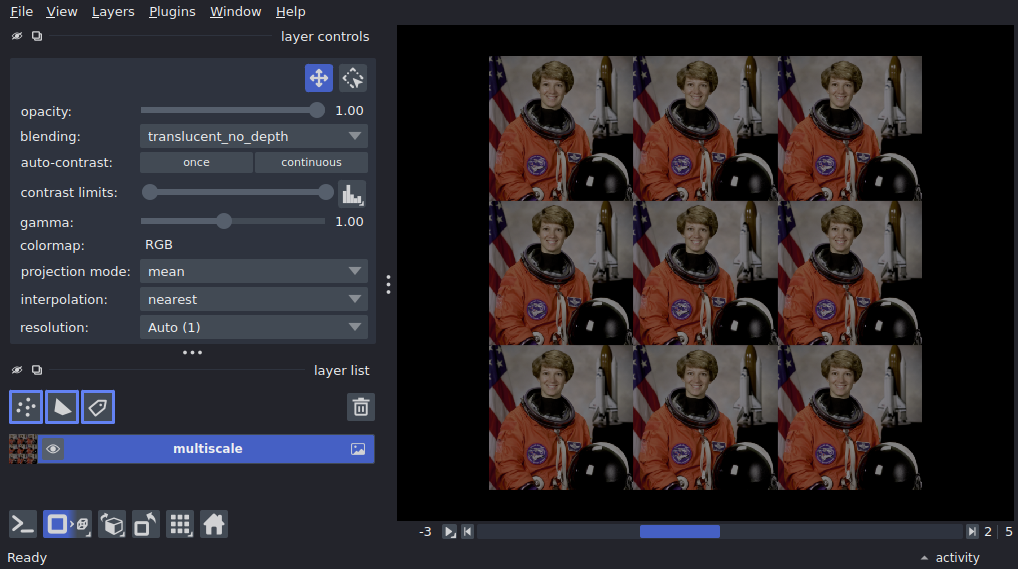 File View Layers Plugins Window Help
layer controls
opacity: 1.00
blending: translucent_no_depth
auto-contrast: once continuous
contrast limits:
gamma: 1.00
colormap: RGB
projection mode: mean
interpolation: nearest
resolution: Auto (1)
layer list
multiscale
-3 2 5
Ready activity